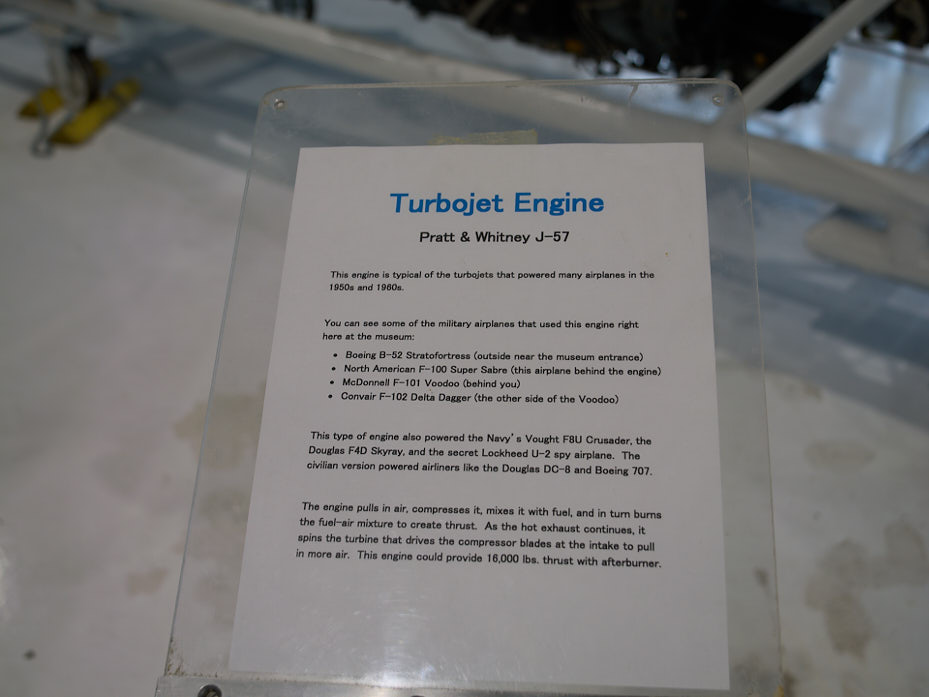 Turbojet Engine
Pratt & Whitney J-57
This engine is typical of the turbojets that powered many airplanes in the
1950s and 1960s.
You can see some of the military airplanes that used this engine right
here at the museum:
• Boeing B-52 Stratofortress (outside near the museum entrance)
• North American F-100 Super Sabre (this airplane behind the engine)
• McDonnell F-101 Voodoo (behind you)
• Convair F-102 Delta Dagger (the other side of the Voodoo)
This type of engine also powered the Navy's Vought F8U Crusader, the
Douglas F4D Skyray, and the secret Lockheed U-2 spy airplane. The
civilian version powered airliners like the Douglas DC-8 and Boeing 707.
The engine pulls in air, compresses it, mixes it with fuel, and in turn burns
the fuel-air mixture to create thrust. As the hot exhaust continues, it
spins the turbine that drives the compressor blades at the intake to pull
in more air. This engine could provide 16,000 lbs. thrust with afterburner.